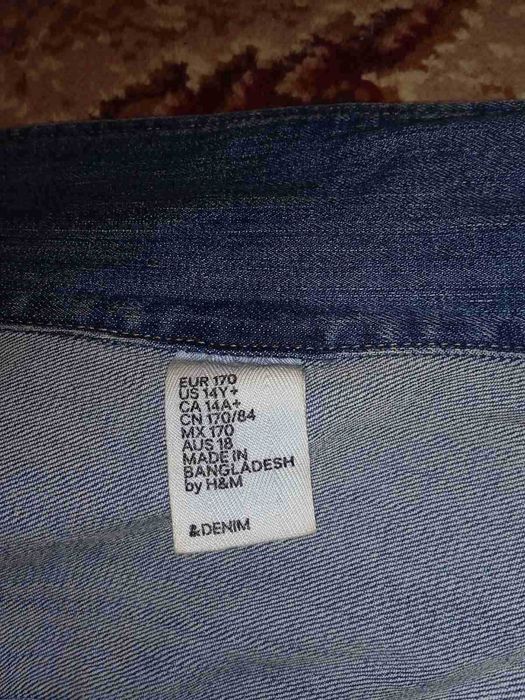 EUR 170
US 14Y+
CA 14A+
CN 170/84
MX 170
AUS 18
MADE IN
BANGLADESH
by H&M
&DENIM